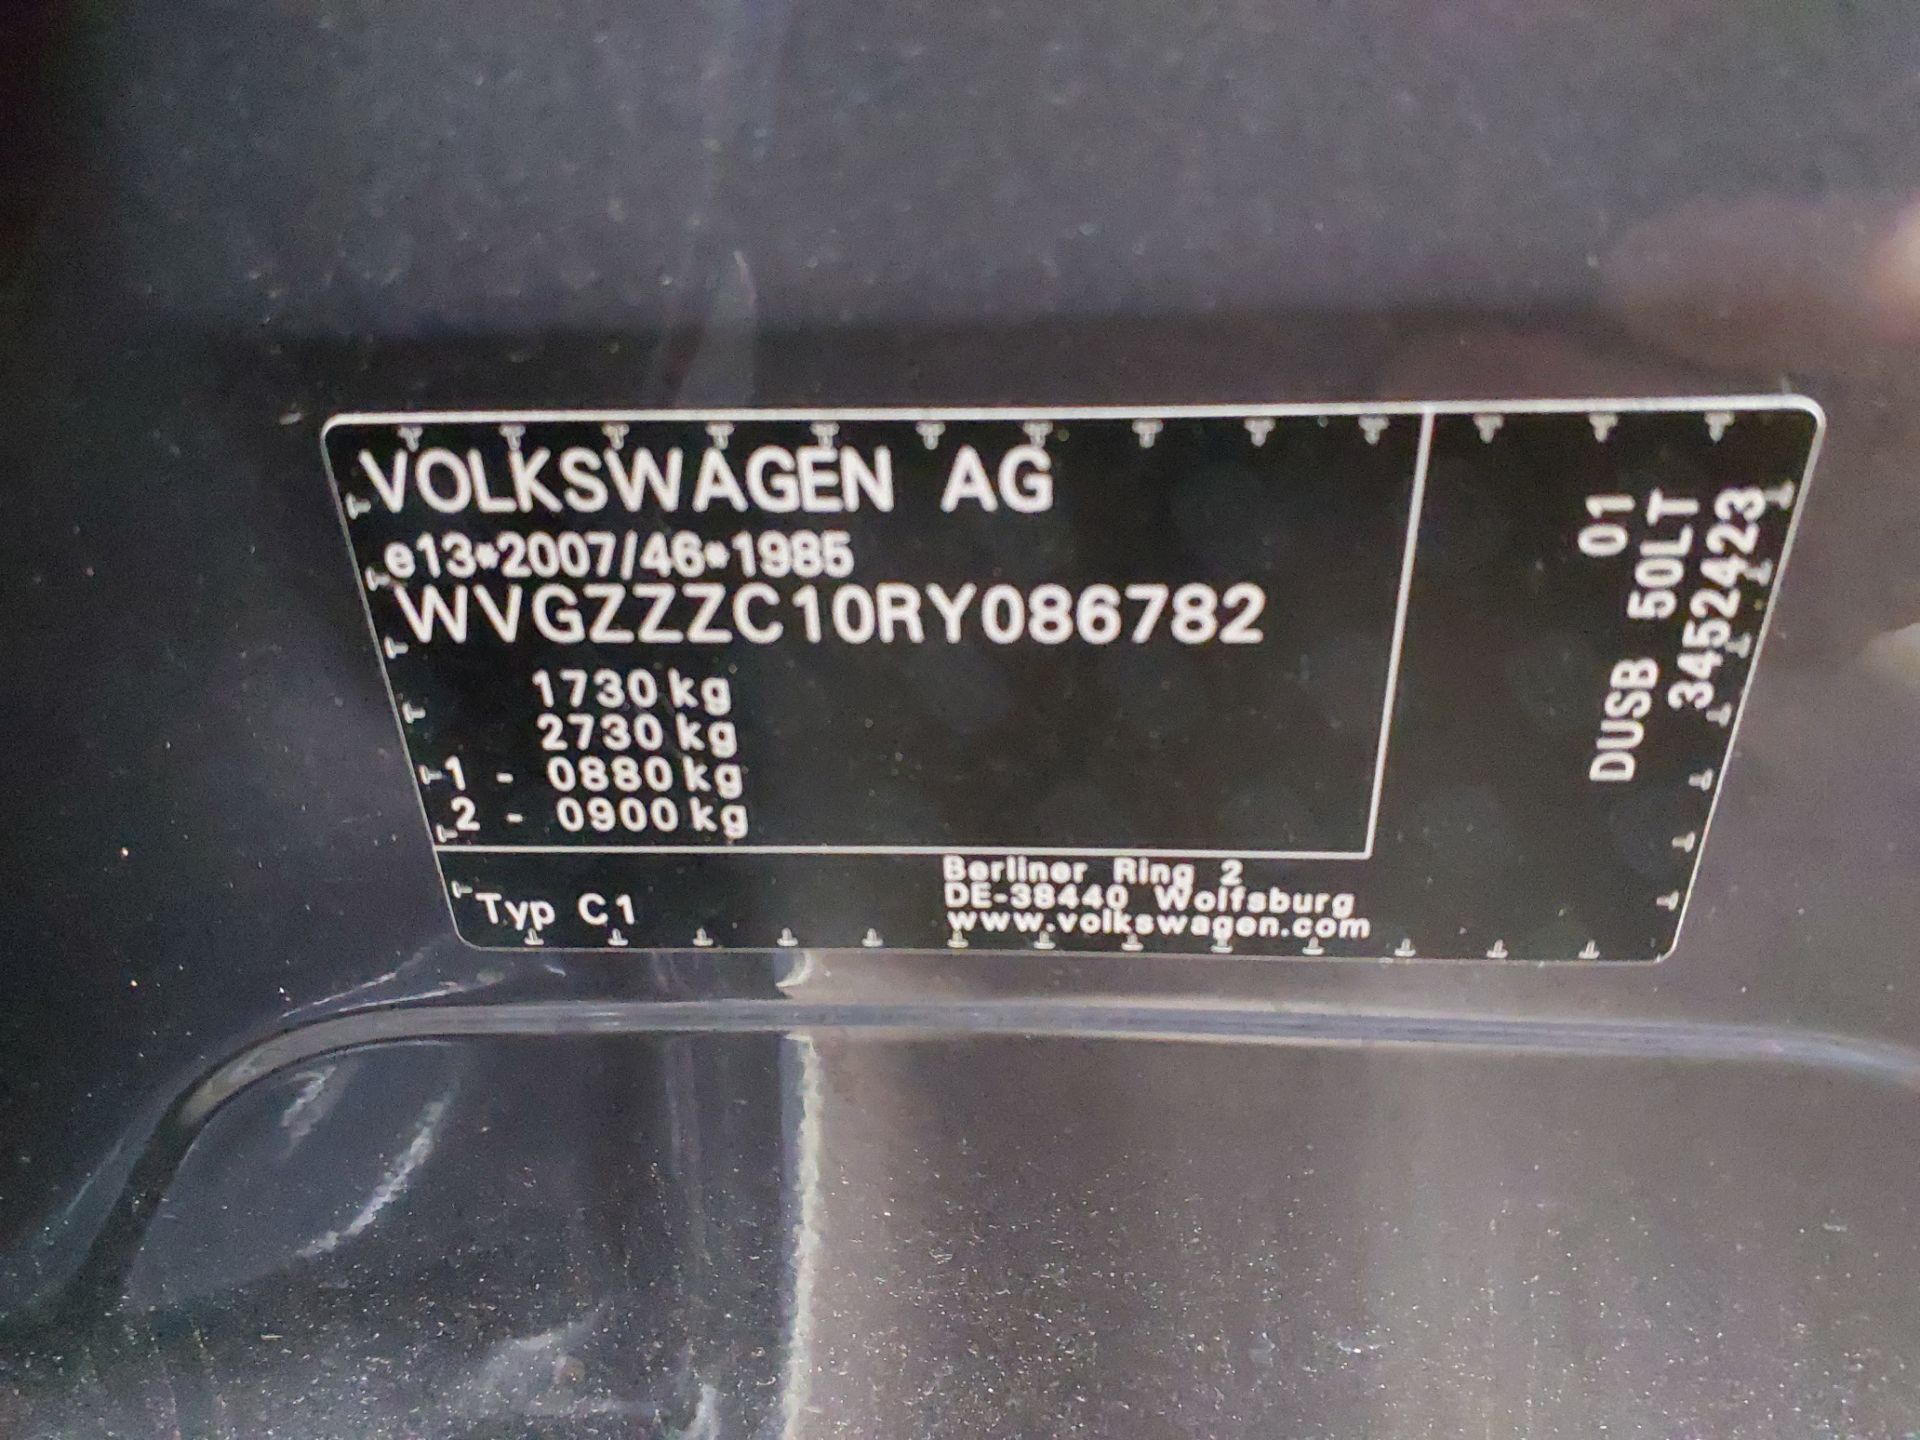 VOLKSWAGEN AG
e13*2007/46*1985
WVGZZZC10RY086782
1730 kg
2730 kg
1 - 0880 kg
2 - 0900 kg
Typ C1
Berliner Ring 2
DE-38440 Wolfsburg
www.volkswagen.com
01
DUSB 50LT
3452423